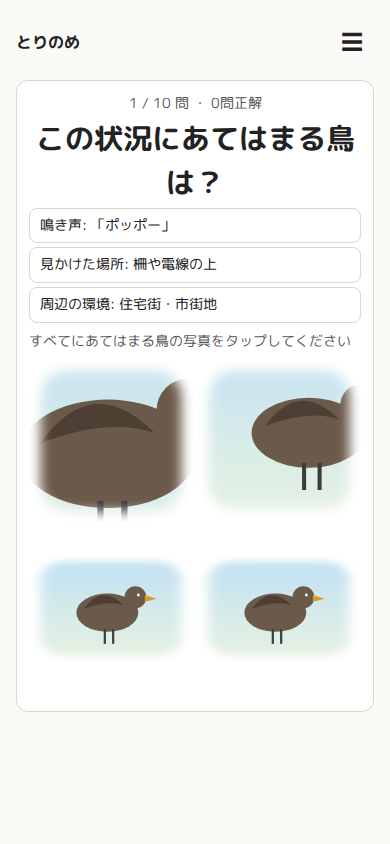 とりのめ
1 / 10 問 · 0問正解
この状況にあてはまる鳥
は？
鳴き声: 「ポッポー」
見かけた場所: 柵や電線の上
周辺の環境: 住宅街・市街地
すべてにあてはまる鳥の写真をタップしてください